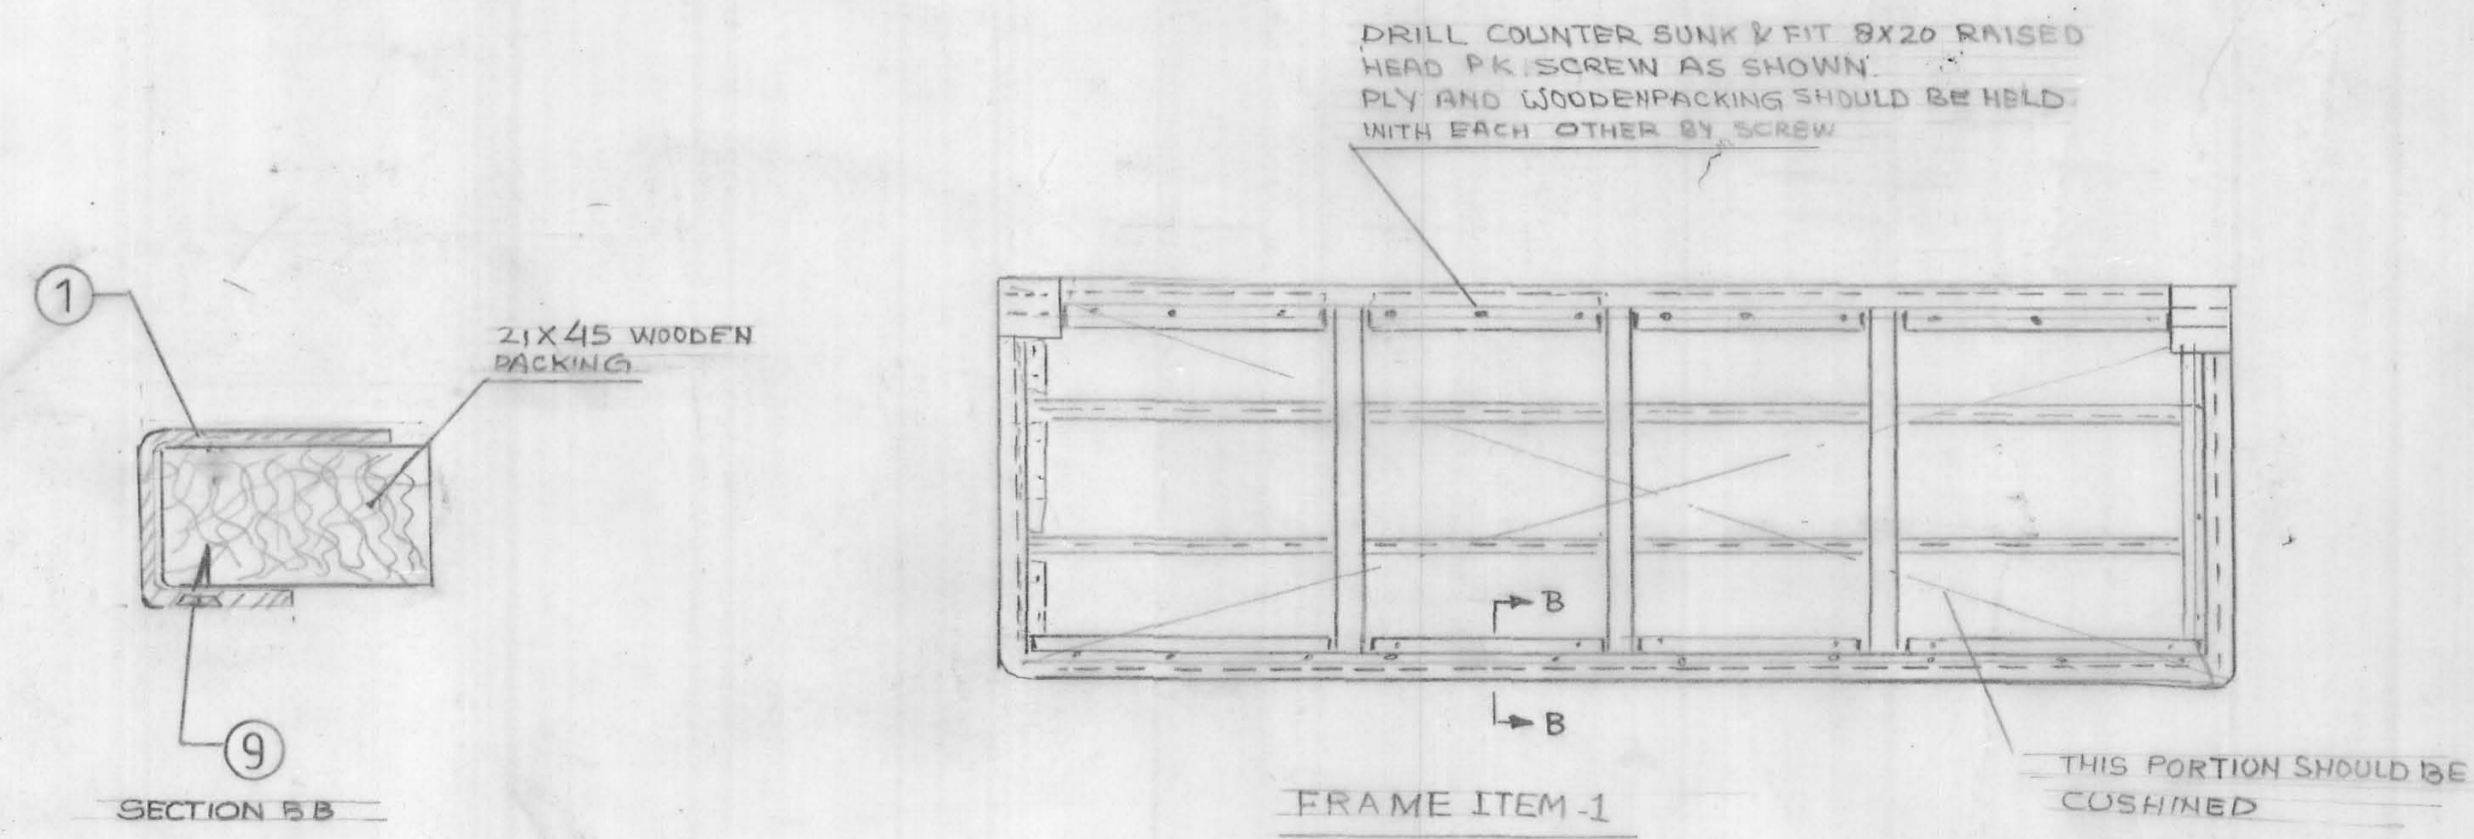 DRILL COUNTER SUNK & FIT 8X20 RAISED
HEAD PK. SCREW AS SHOWN.
PLY AND WOODENPACKING SHOULD BE HELD
WITH EACH OTHER BY SCREW
1
21X45 WOODEN
PACKING
9
SECTION BB
B
B
FRAME ITEM-1
THIS PORTION SHOULD BE
CUSHINED